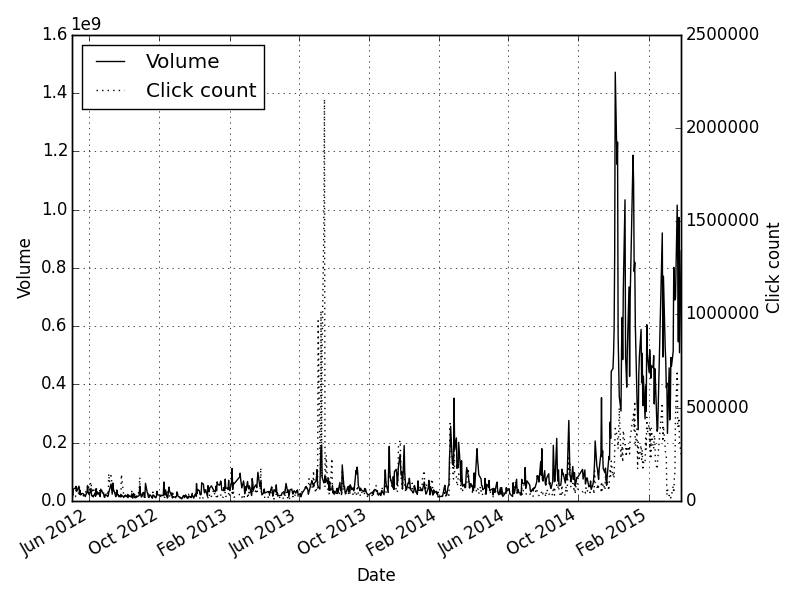 1e9
1.6
1.4
1.2
1.0
0.8
0.6
0.4
0.2
0.0
Volume
Volume
Click count
2500000
2000000
1500000
1000000
500000
0
Click count
Jun 2012
Oct 2012
Feb 2013
Jun 2013
Oct 2013
Feb 2014
Jun 2014
Oct 2014
Feb 2015
Date